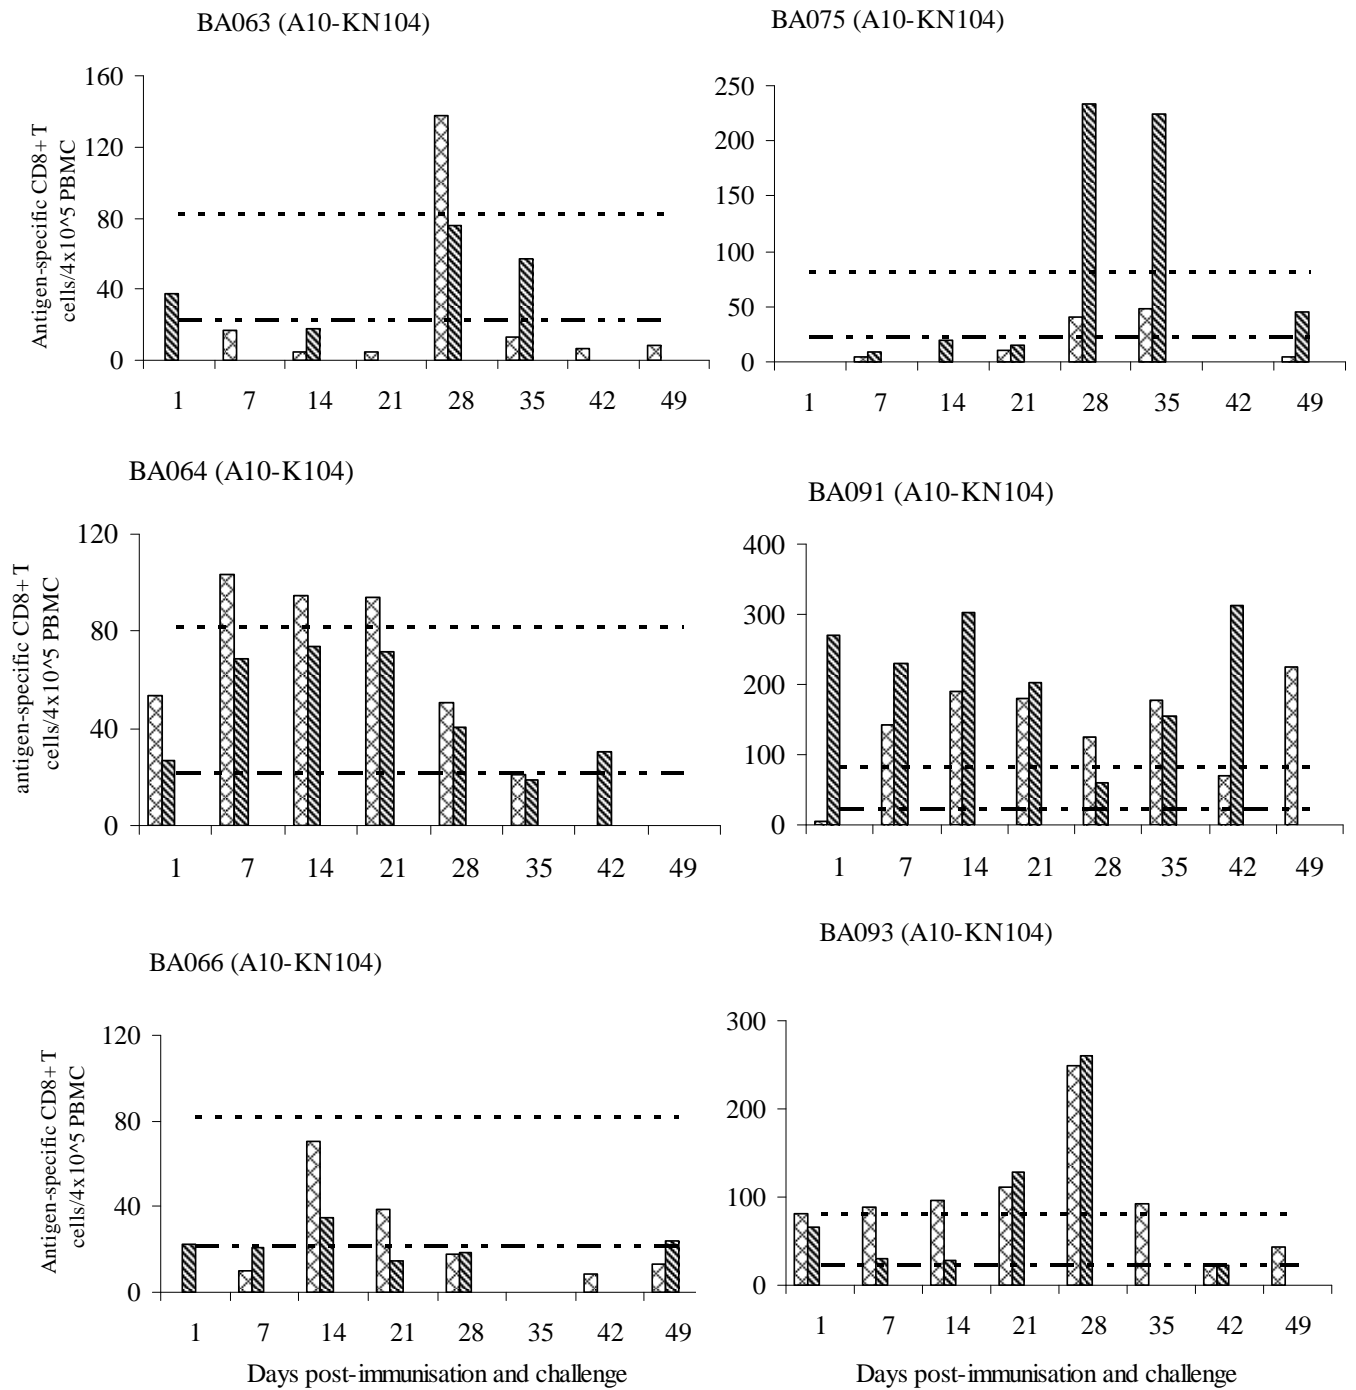 BA063 (A10-KN104)
Antigen-specific CD8+ T
cells/4x10^5 PBMC
160
120
80
40
0
1 7 14 21 28 35 42 49
BA075 (A10-KN104)
250
200
150
100
50
0
1 7 14 21 28 35 42 49
BA064 (A10-K104)
antigen-specific CD8+ T
cells/4x10^5 PBMC
120
80
40
0
1 7 14 21 28 35 42 49
BA091 (A10-KN104)
400
300
200
100
0
1 7 14 21 28 35 42 49
BA066 (A10-KN104)
Antigen-specific CD8+ T
cells/4x10^5 PBMC
120
80
40
0
1 7 14 21 28 35 42 49
Days post-immunisation and challenge
BA093 (A10-KN104)
300
200
100
0
1 7 14 21 28 35 42 49
Days post-immunisation and challenge